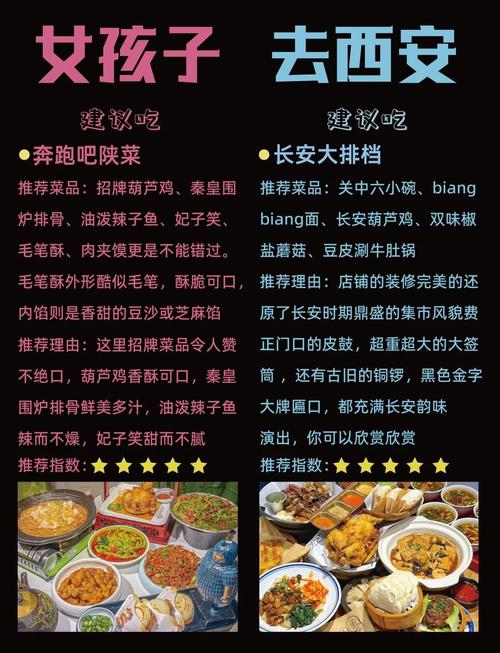 女孩子 去西安
建议吃
奔跑吧陕菜
推荐菜品：招牌葫芦鸡、秦皇围
炉排骨、油泼辣子鱼、妃子笑、
毛笔酥、肉夹馍更是不能错过。
毛笔酥外形酷似毛笔，酥脆可口，
内馅则是香甜的豆沙或芝麻馅
推荐理由：这里招牌菜品令人赞
不绝口，葫芦鸡香酥可口，秦皇
围炉排骨鲜美多汁，油泼辣子鱼
辣而不燥，妃子笑甜而不腻
推荐指数：
建议吃
长安大排档
推荐菜品：关中六小碗、biang
biang面、长安葫芦鸡、双味椒
盐蘑菇、豆皮涮牛肚锅
推荐理由：店铺的装修完美的还
原了长安时期鼎盛的集市风貌费
正门口的皮鼓，超重超大的大签
筒 ，还有古旧的铜锣，黑色金字
大牌匾口，都充满长安韵味
演出，你可以欣赏欣赏
推荐指数：